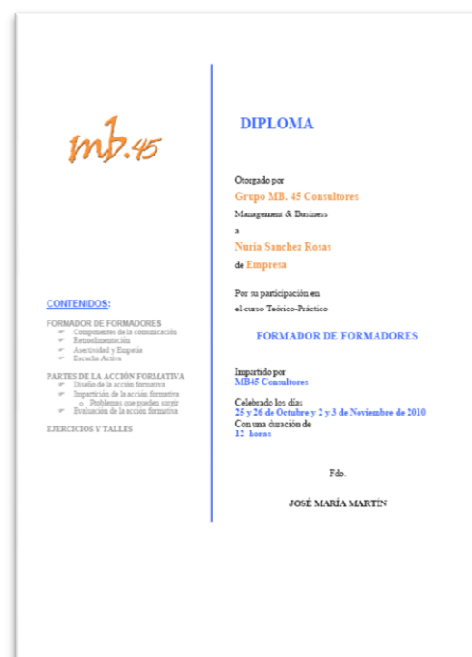 mb.45
CONTENIDOS:
FORMADOR DE FORMADORES
Componentes de la comunicación
Retroalimentación
Asertividad y Empatía
Escucha Activa
PARTES DE LA ACCIÓN FORMATIVA
Diseño de la acción formativa
Impartición de la acción formativa
o Problemas que pueden surgir
Evaluación de la acción formativa
EJERCICIOS Y TALLES
DIPLOMA
Otorgado por
Grupo MB. 45 Consultores
Management & Business
a
Nuria Sanchez Rosas
de Empresa
Por su participación en
el curso Teórico-Práctico
FORMADOR DE FORMADORES
Impartido por
MB45 Consultores
Celebrado los días
25 y 26 de Octubre y 2 y 3 de Noviembre de 2010
Con una duración de
12 horas
Fdo.
JOSÉ MARÍA MARTÍN